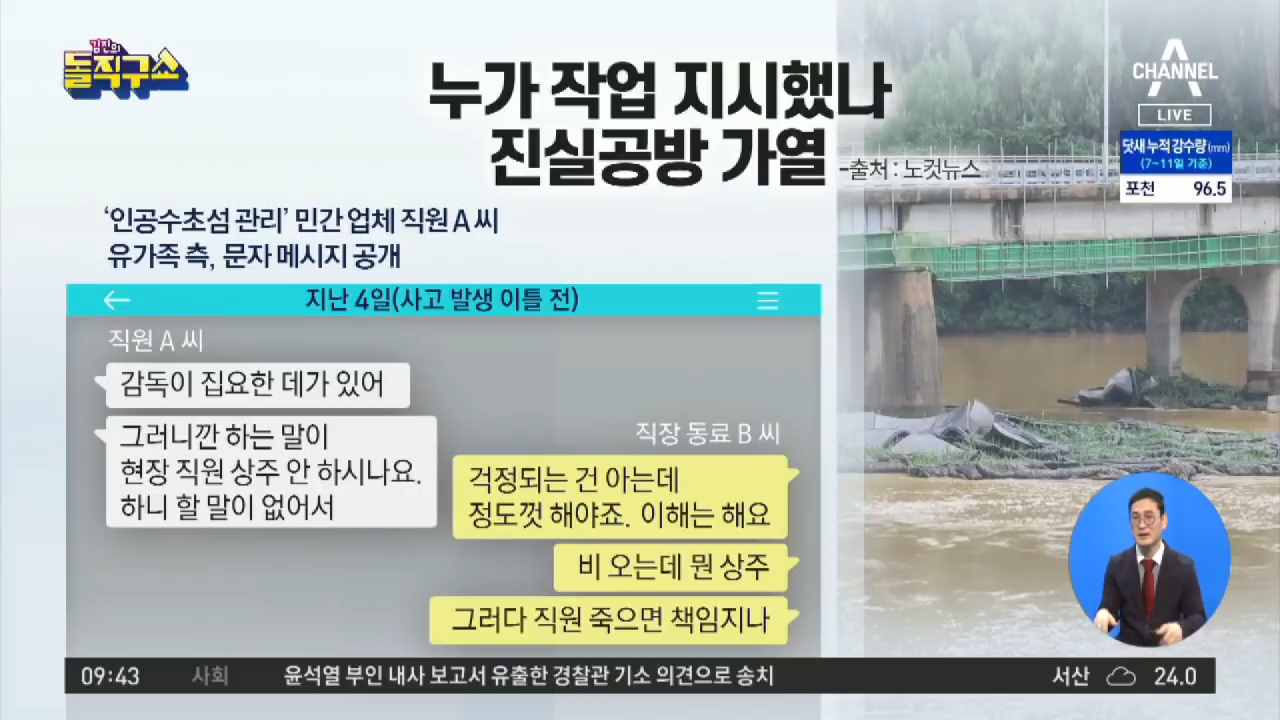 김진의
돌직구쇼
누가 작업 지시했나
진실공방 가열
-출처 : 노컷뉴스
CHANNEL
LIVE
닷새 누적 강수량(mm)
(7~11일 기준)
포천 96.5
‘인공수초섬 관리’ 민간 업체 직원 A 씨
유가족 측, 문자 메시지 공개
지난 4일(사고 발생 이틀 전)
직원 A 씨
감독이 집요한 데가 있어
그러니깐 하는 말이
현장 직원 상주 안 하시나요.
하니 할 말이 없어서
직장 동료 B 씨
걱정되는 건 아는데
정도껏 해야죠. 이해는 해요
비 오는데 뭔 상주
그러다 직원 죽으면 책임지나
09:43 사회 윤석열 부인 내사 보고서 유출한 경찰관 기소 의견으로 송치 서산 24.0